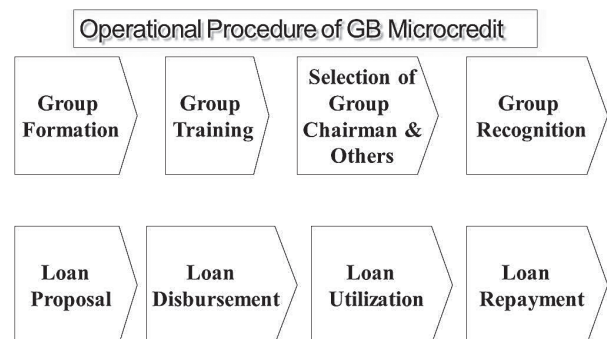 Operational Procedure of GB Microcredit
Group
Formation
Group
Training
Selection of
Group
Chairman &
Others
Group
Recognition
Loan
Proposal
Loan
Disbursement
Loan
Utilization
Loan
Repayment